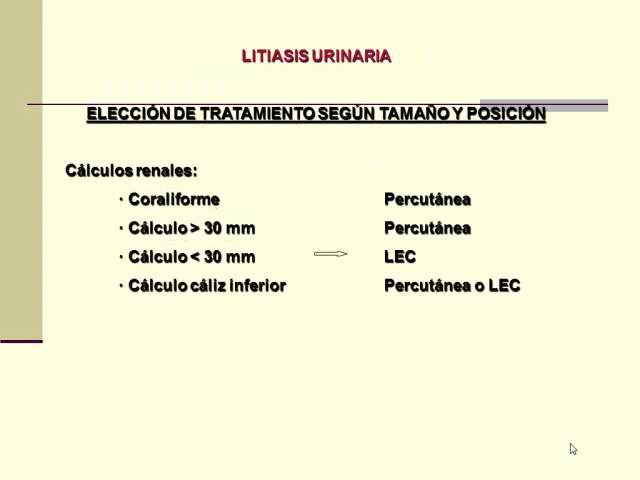 LITIASIS URINARIA
ELECCIÓN DE TRATAMIENTO SEGÚN TAMAÑO Y POSICIÓN
Cálculos renales:
· Coraliforme Percutánea
· Cálculo > 30 mm Percutánea
· Cálculo < 30 mm LEC
· Cálculo cáliz inferior Percutánea o LEC